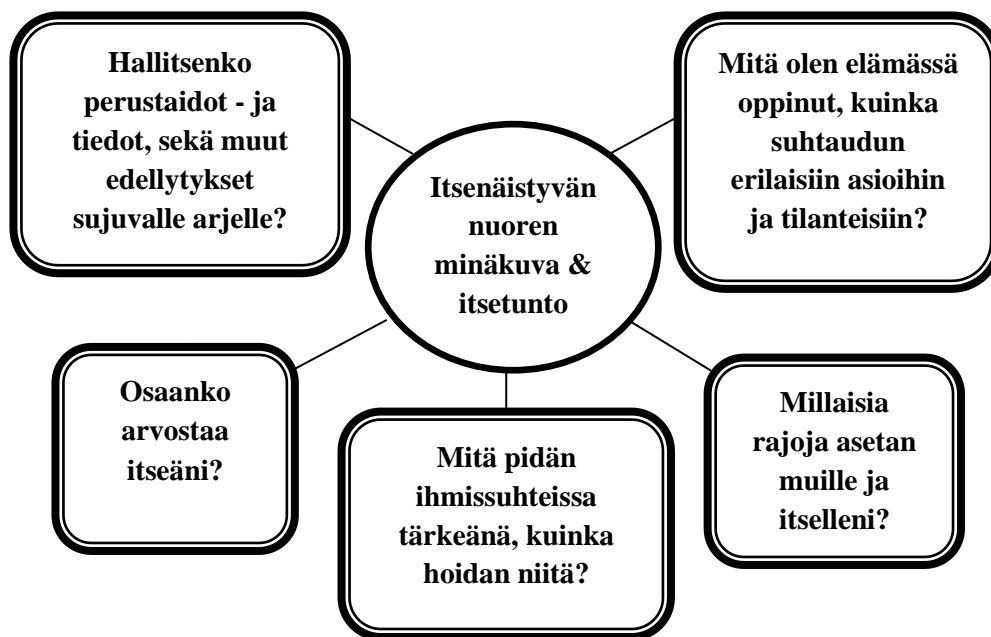 Hallitsenko
perustaidot - ja
tiedot, sekä muut
edellytykset
sujuvalle arjelle?
Mitä olen elämässä
oppinut, kuinka
suhtaudun
erilaisiin asioihin
ja tilanteisiin?
Itsenäistyvän
nuoren
minäkuva &
itsetunto
Osaanko
arvostaa
itseäni?
Mitä pidän
ihmissuhteissa
tärkeänä, kuinka
hoidan niitä?
Millaisia
rajoja asetan
muille ja
itselleni?